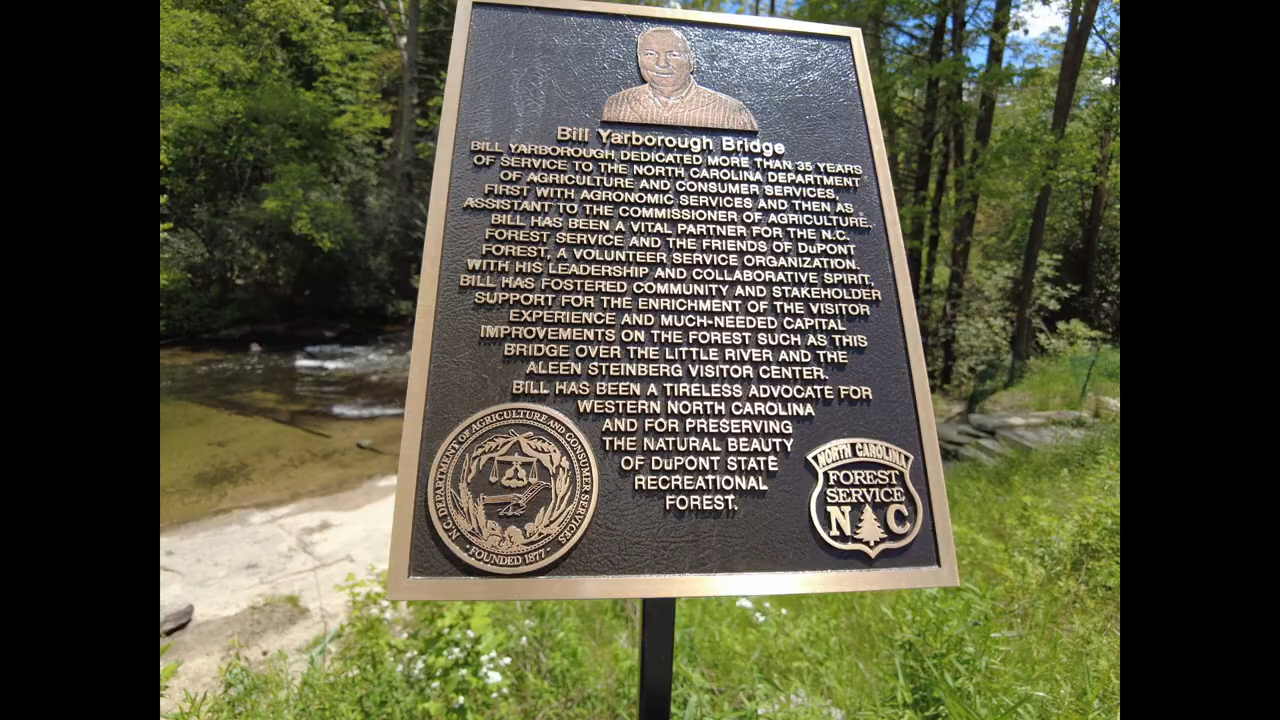 Bill Yarborough Bridge
BILL YARBOROUGH DEDICATED MORE THAN 35 YEARS
OF SERVICE TO THE NORTH CAROLINA DEPARTMENT
OF AGRICULTURE AND CONSUMER SERVICES,
FIRST WITH AGRONOMIC SERVICES AND THEN AS
ASSISTANT TO THE COMMISSIONER OF AGRICULTURE.
BILL HAS BEEN A VITAL PARTNER FOR THE N.C.
FOREST SERVICE AND THE FRIENDS OF DuPONT
FOREST, A VOLUNTEER SERVICE ORGANIZATION.
WITH HIS LEADERSHIP AND COLLABORATIVE SPIRIT,
BILL HAS FOSTERED COMMUNITY AND STAKEHOLDER
SUPPORT FOR THE ENRICHMENT OF THE VISITOR
EXPERIENCE AND MUCH-NEEDED CAPITAL
IMPROVEMENTS ON THE FOREST SUCH AS THIS
BRIDGE OVER THE LITTLE RIVER AND THE
ALEEN STEINBERG VISITOR CENTER.
BILL HAS BEEN A TIRELESS ADVOCATE FOR
WESTERN NORTH CAROLINA
AND FOR PRESERVING
THE NATURAL BEAUTY
OF DuPONT STATE
RECREATIONAL
FOREST.
N.C. DEPARTMENT OF AGRICULTURE AND CONSUMER SERVICES
- FOUNDED 1877 -
NORTH CAROLINA
FOREST
SERVICE
N C